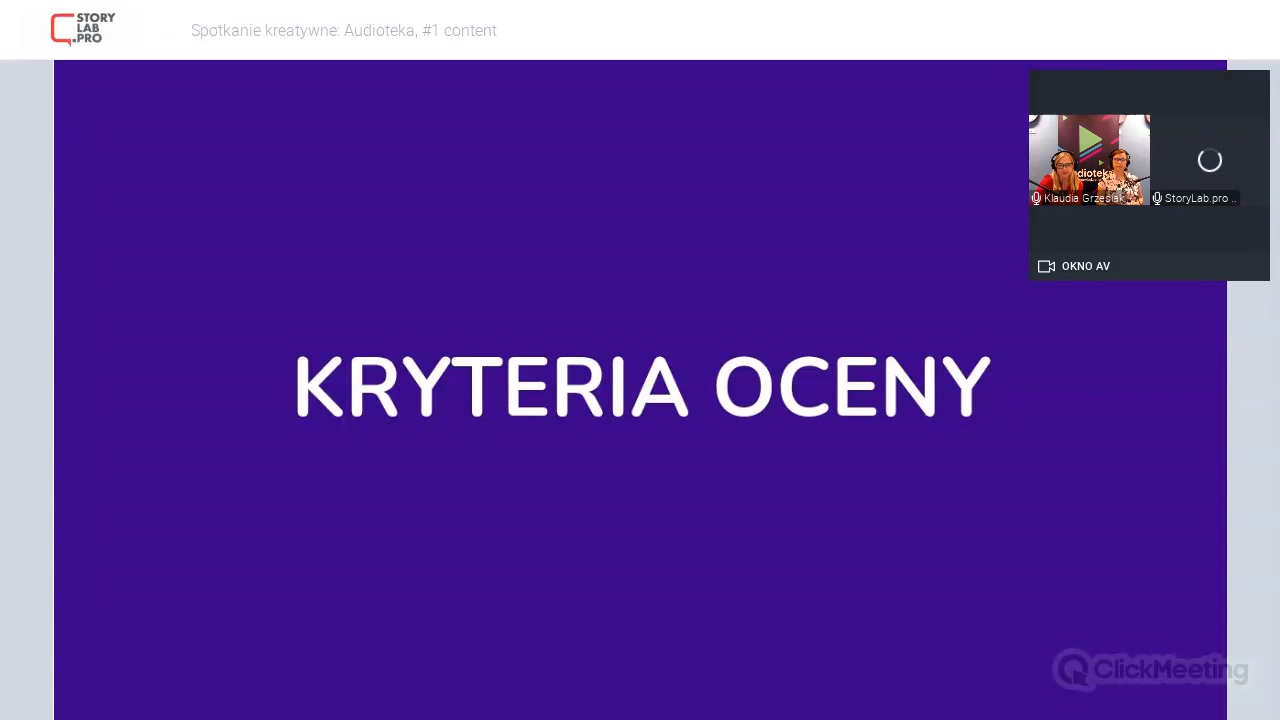 STORY
LAB
.PRO
Spotkanie kreatywne: Audioteka, #1 content
Klaudia Grzesiak
StoryLab.pro ..
OKNO AV
KRYTERIA OCENY
ClickMeeting